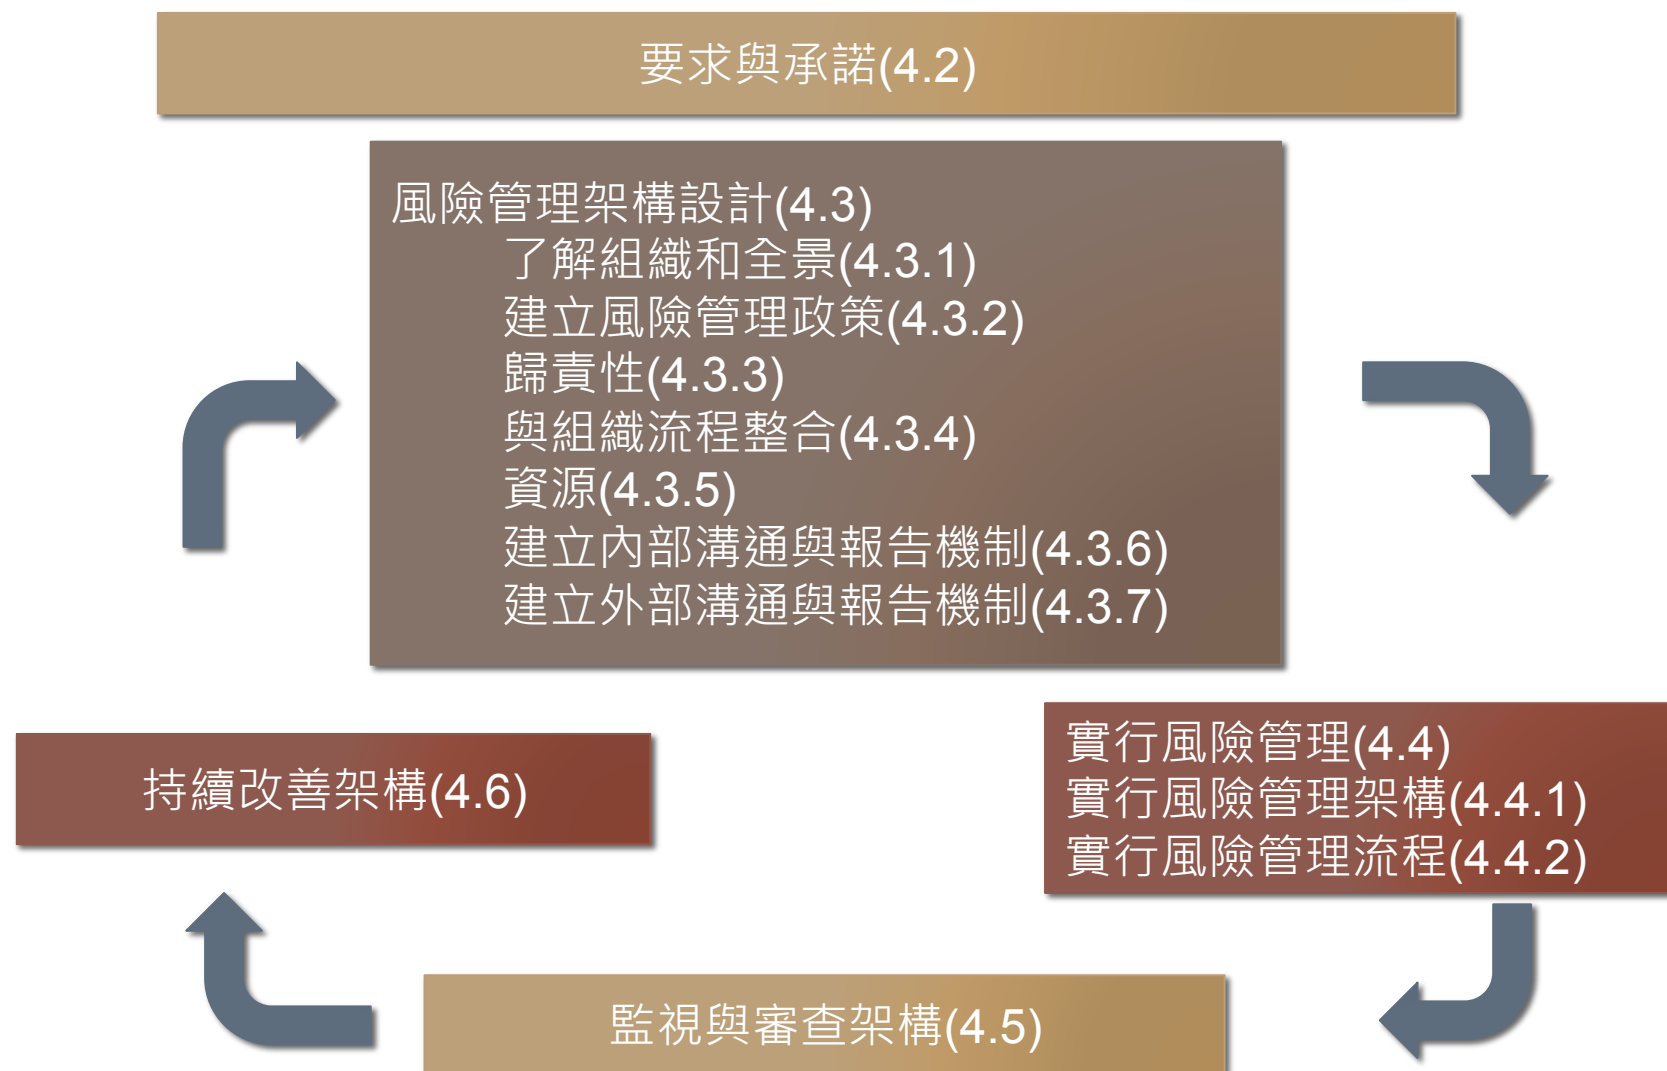 要求與承諾(4.2)
風險管理架構設計(4.3)
了解組織和全景(4.3.1)
建立風險管理政策(4.3.2)
歸責性(4.3.3)
與組織流程整合(4.3.4)
資源(4.3.5)
建立內部溝通與報告機制(4.3.6)
建立外部溝通與報告機制(4.3.7)
實行風險管理(4.4)
實行風險管理架構(4.4.1)
實行風險管理流程(4.4.2)
持續改善架構(4.6)
監視與審查架構(4.5)